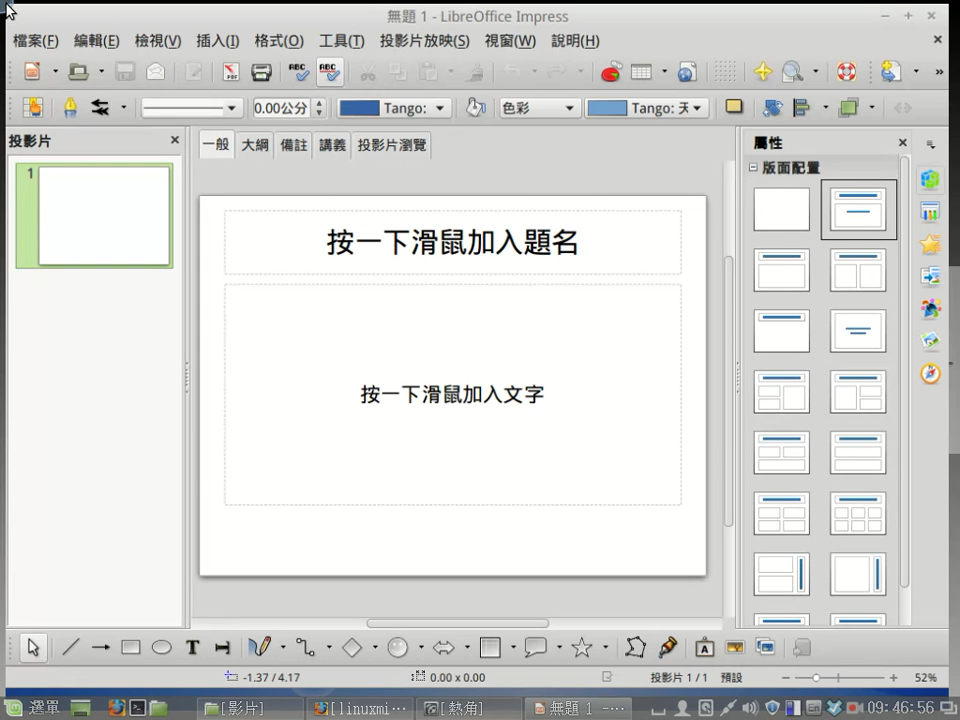 無題 1 - LibreOffice Impress
檔案(F) 編輯(E) 檢視(V) 插入(I) 格式(O) 工具(T) 投影片放映(S) 視窗(W) 說明(H)
ABC ABC
0.00公分 Tango: 色彩 Tango: 天
投影片
一般 大綱 備註 講義 投影片瀏覽
屬性
版面配置
1
按一下滑鼠加入題名
按一下滑鼠加入文字
T A
-1.37 / 4.17 0.00 x 0.00 投影片 1 / 1 預設 52%
選單 [影片] [linuxmi··· [熱角] 無題 1 -··· En 09:46:56